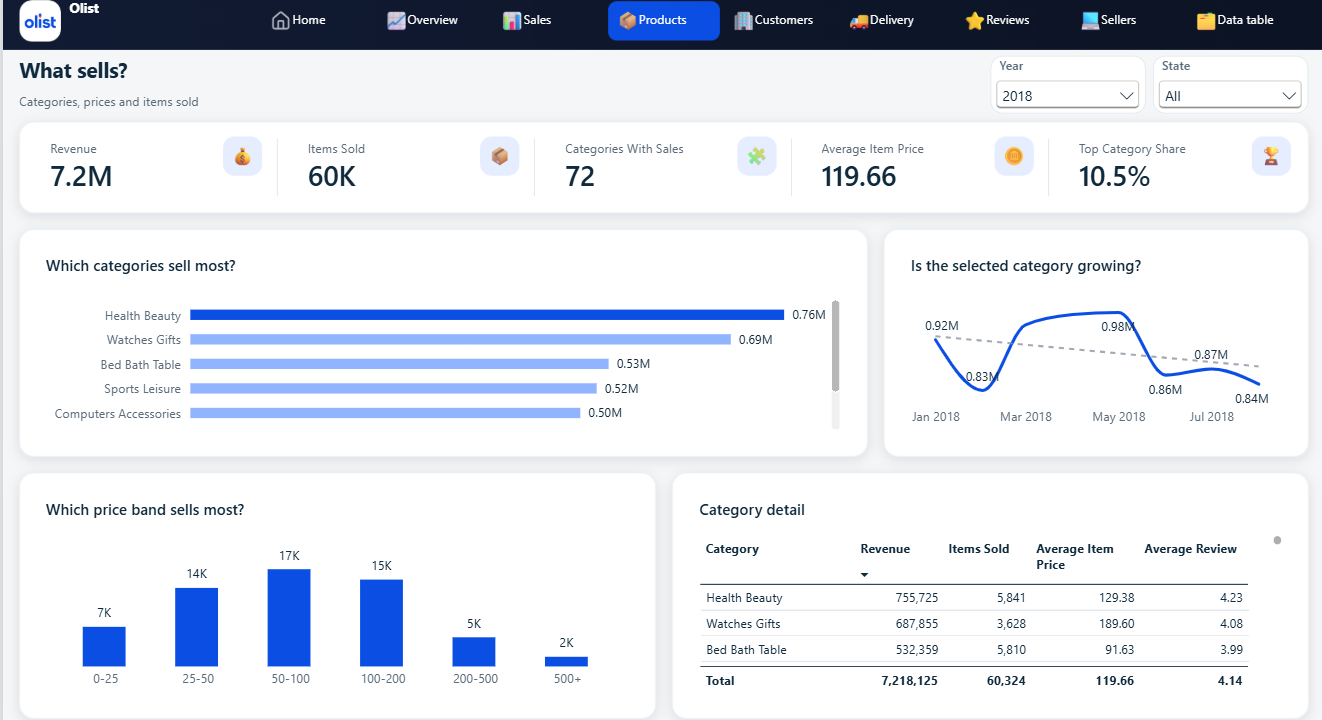 olist
Olist
Home
Overview
Sales
Products
Customers
Delivery
Reviews
Sellers
Data table
What sells?
Categories, prices and items sold
Year
2018
State
All
Revenue
7.2M
Items Sold
60K
Categories With Sales
72
Average Item Price
119.66
Top Category Share
10.5%
Which categories sell most?
Health Beauty 0.76M
Watches Gifts 0.69M
Bed Bath Table 0.53M
Sports Leisure 0.52M
Computers Accessories 0.50M
Is the selected category growing?
0.92M
0.83M
0.98M
0.86M
0.87M
0.84M
Jan 2018 Mar 2018 May 2018 Jul 2018
Which price band sells most?
7K 14K 17K 15K 5K 2K
0-25 25-50 50-100 100-200 200-500 500+
Category detail
Category Revenue Items Sold Average Item Price Average Review
Health Beauty 755,725 5,841 129.38 4.23
Watches Gifts 687,855 3,628 189.60 4.08
Bed Bath Table 532,359 5,810 91.63 3.99
Total 7,218,125 60,324 119.66 4.14